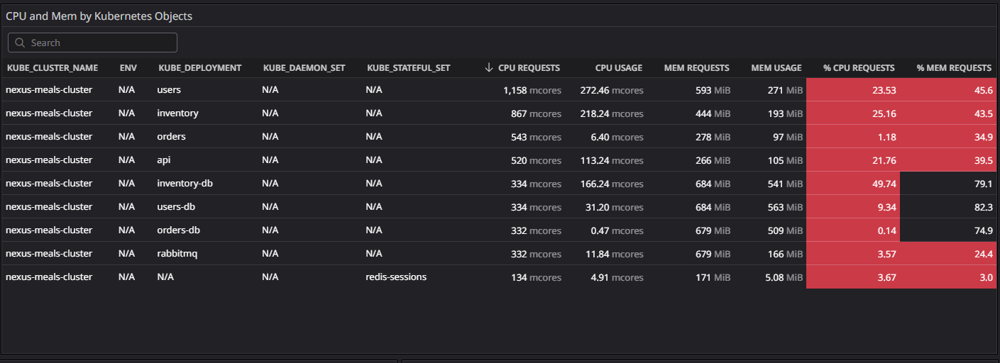 CPU and Mem by Kubernetes Objects
Search
KUBE_CLUSTER_NAME ENV KUBE_DEPLOYMENT KUBE_DAEMON_SET KUBE_STATEFUL_SET ↓ CPU REQUESTS CPU USAGE MEM REQUESTS MEM USAGE % CPU REQUESTS % MEM REQUESTS
nexus-meals-cluster N/A users N/A N/A 1,158 mcores 272.46 mcores 593 MiB 271 MiB 23.53 45.6
nexus-meals-cluster N/A inventory N/A N/A 867 mcores 218.24 mcores 444 MiB 193 MiB 25.16 43.5
nexus-meals-cluster N/A orders N/A N/A 543 mcores 6.40 mcores 278 MiB 97 MiB 1.18 34.9
nexus-meals-cluster N/A api N/A N/A 520 mcores 113.24 mcores 266 MiB 105 MiB 21.76 39.5
nexus-meals-cluster N/A inventory-db N/A N/A 334 mcores 166.24 mcores 684 MiB 541 MiB 49.74 79.1
nexus-meals-cluster N/A users-db N/A N/A 334 mcores 31.20 mcores 684 MiB 563 MiB 9.34 82.3
nexus-meals-cluster N/A orders-db N/A N/A 332 mcores 0.47 mcores 679 MiB 509 MiB 0.14 74.9
nexus-meals-cluster N/A rabbitmq N/A N/A 332 mcores 11.84 mcores 679 MiB 166 MiB 3.57 24.4
nexus-meals-cluster N/A N/A N/A redis-sessions 134 mcores 4.91 mcores 171 MiB 5.08 MiB 3.67 3.0